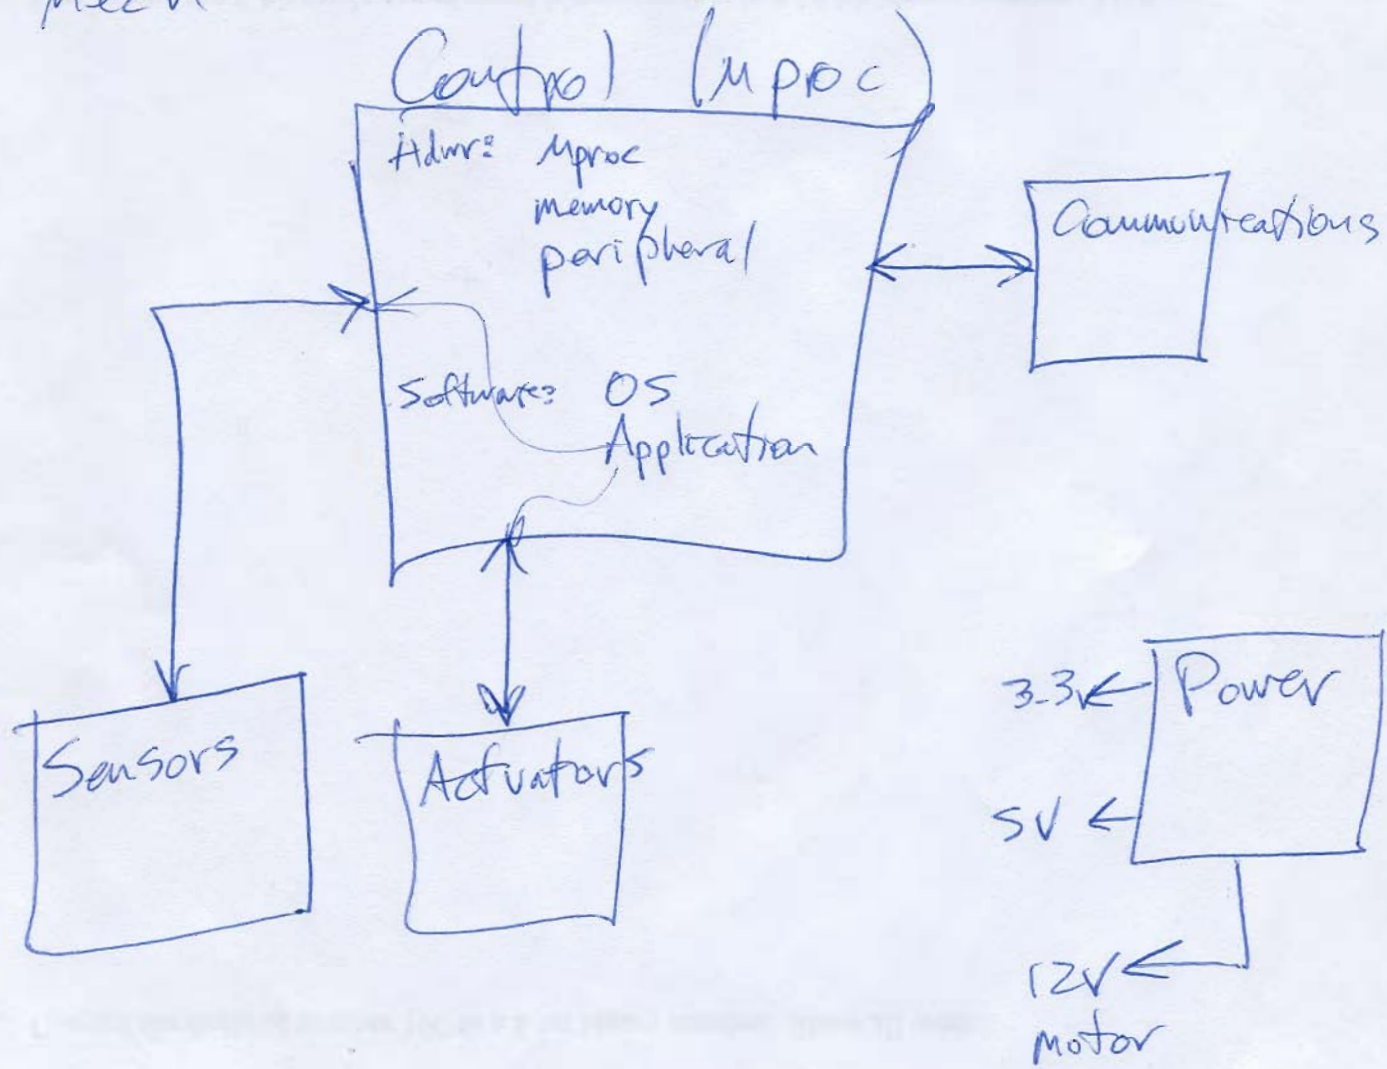 Control (μproc)
Hdwr: μproc
memory
peripheral
Communications
Software: OS
Application
Sensors
Actuators
Power
3.3V
5V
12V
motor